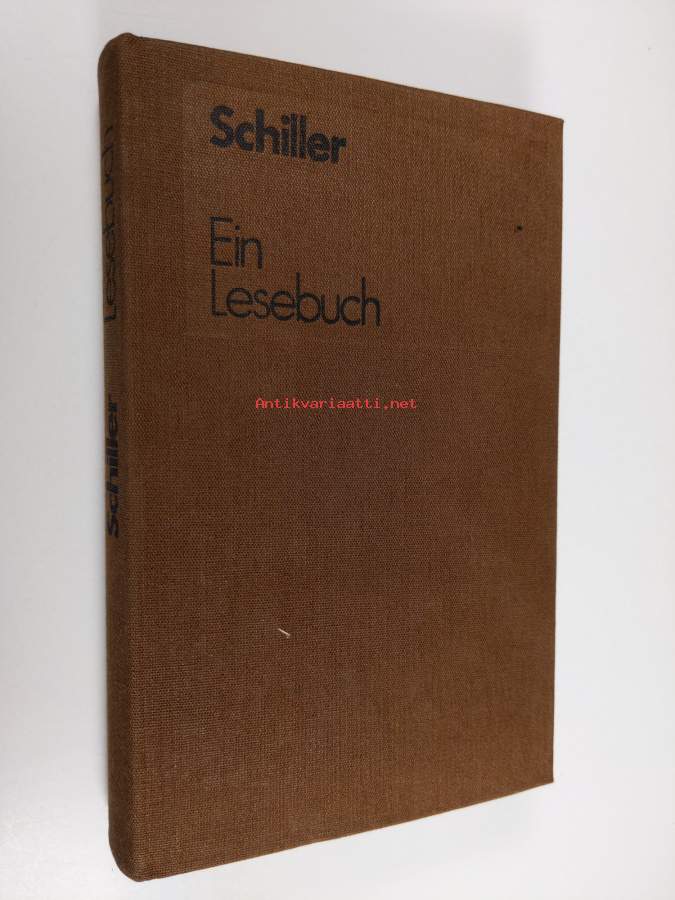 Schiller
Ein
Lesebuch
Antikvariaatti.net
Schiller Lesebuch